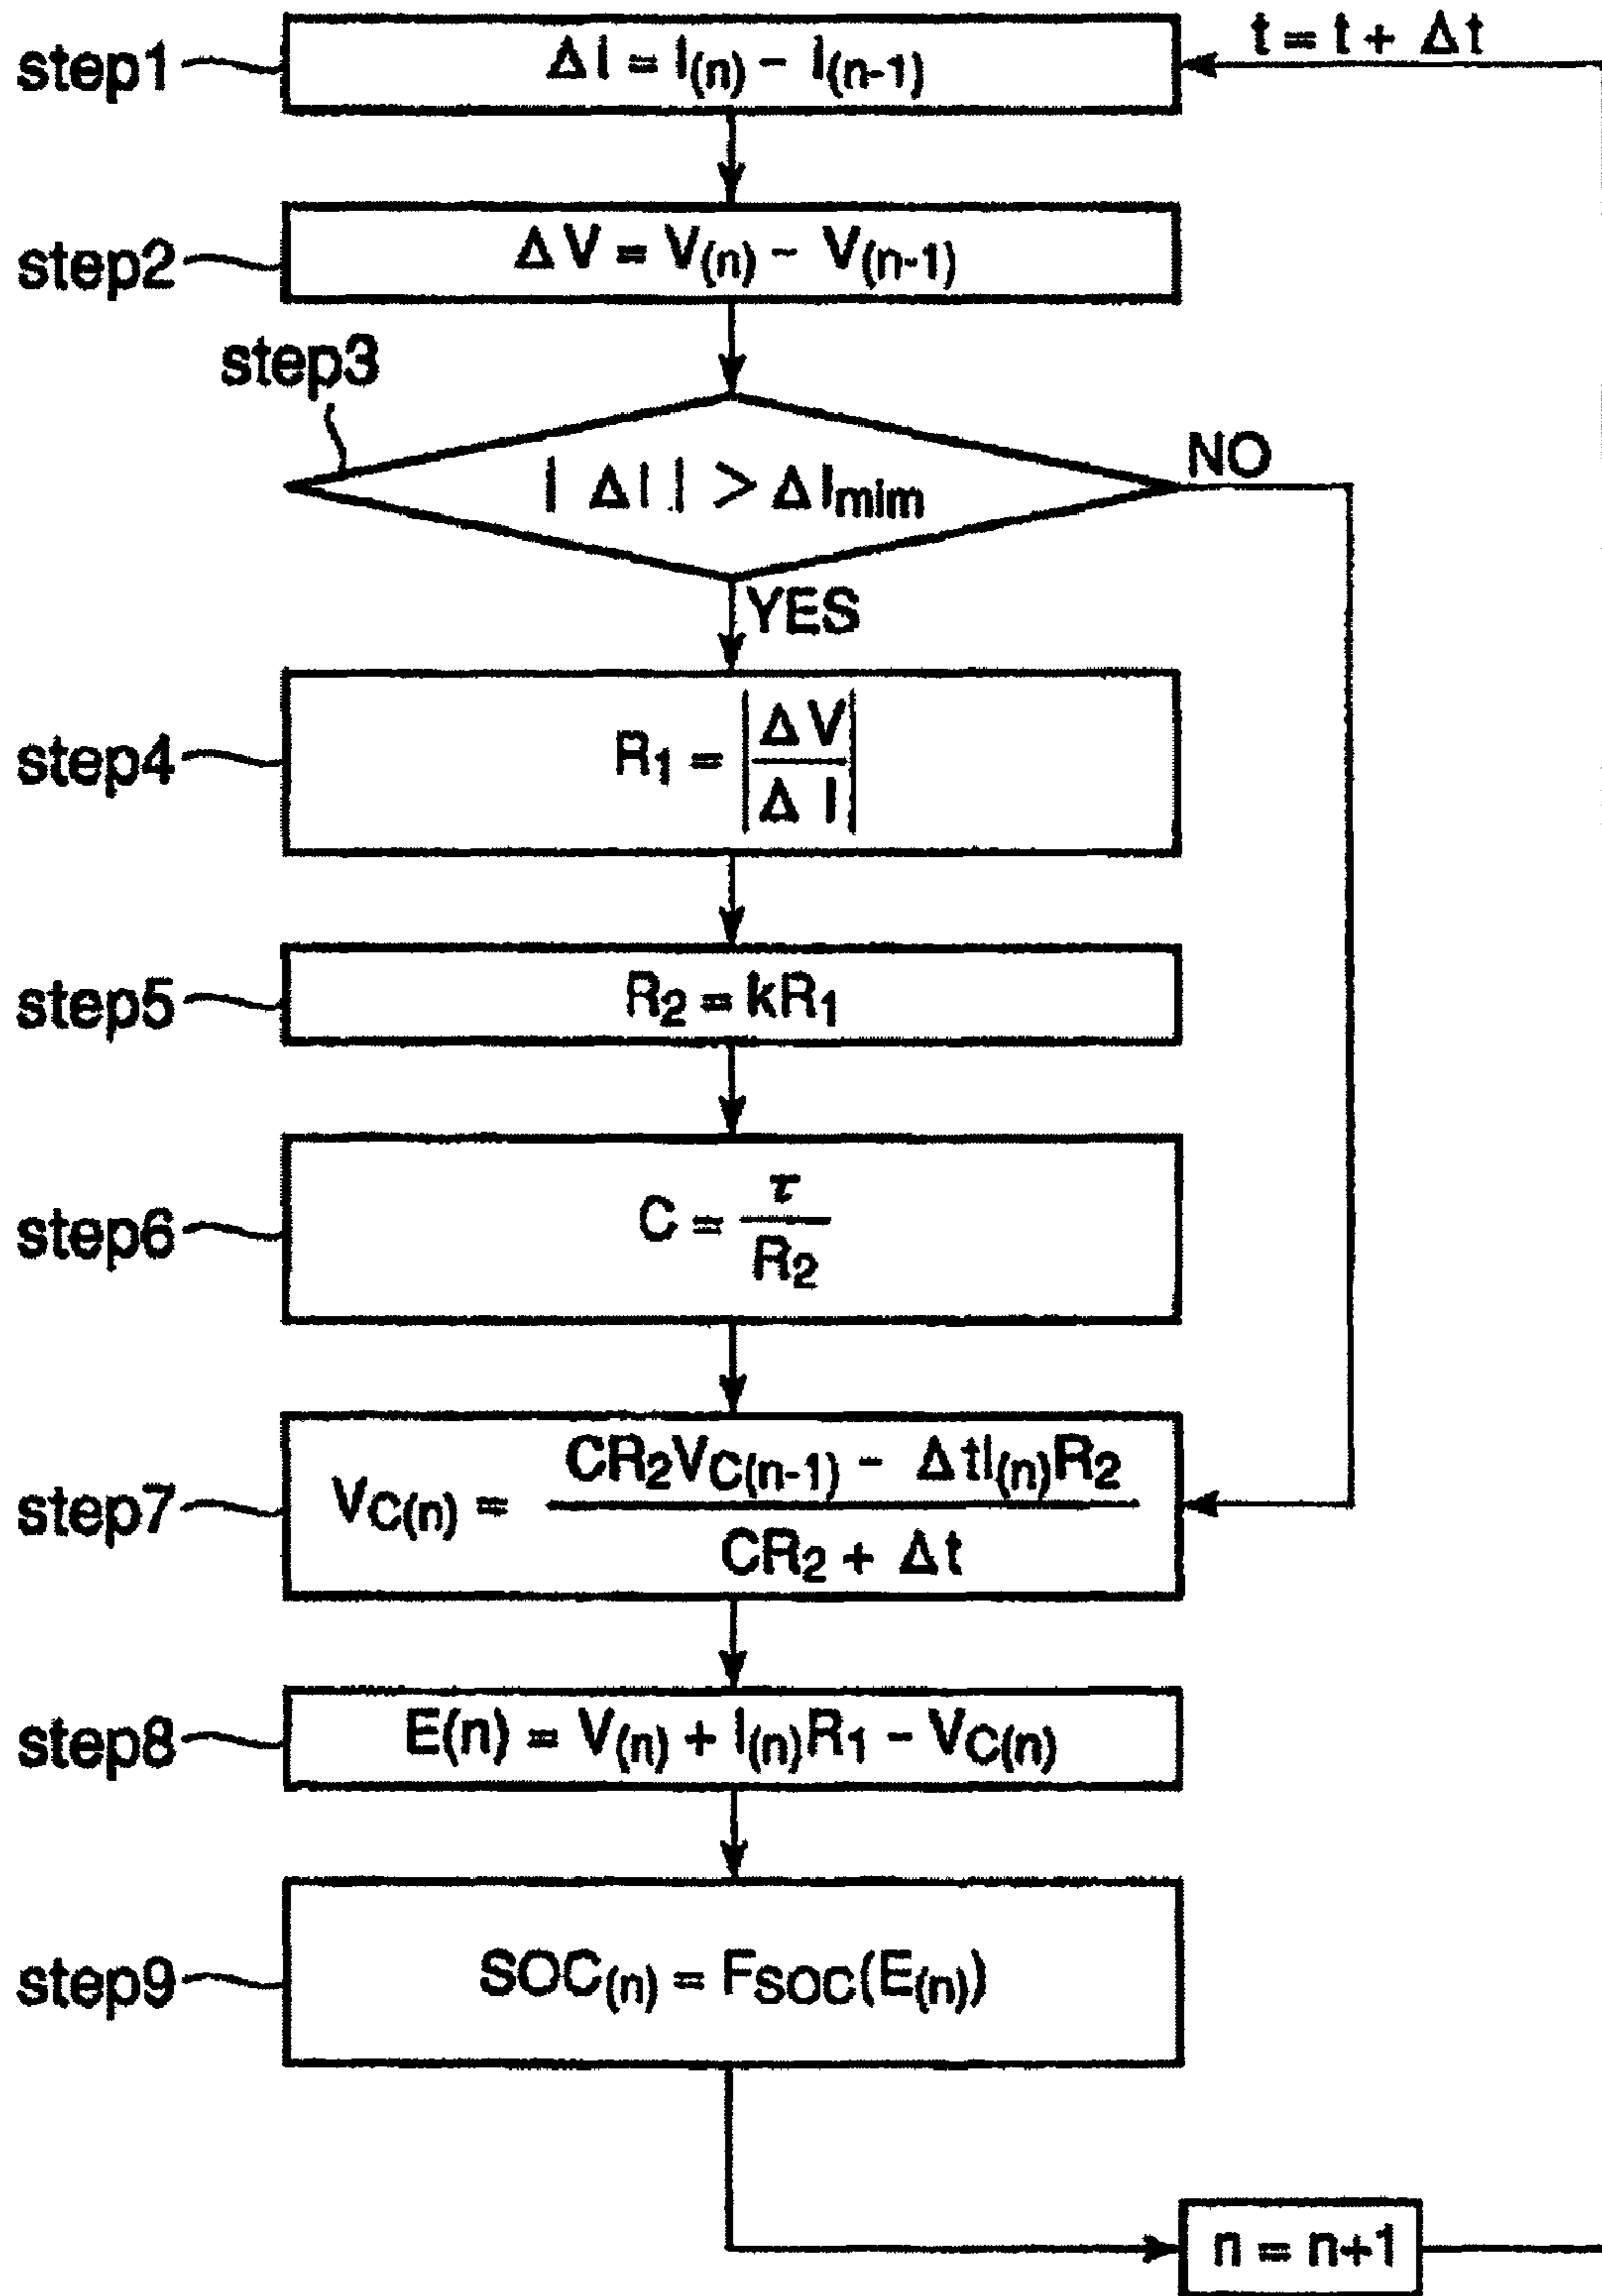 t = t + Δt
step1
ΔI = I(n) - I(n-1)
step2
ΔV = V(n) - V(n-1)
step3
| ΔI | > ΔImim
NO
YES
step4
R1 = |ΔV/ΔI|
step5
R2 = kR1
step6
C = τ/R2
step7
VC(n) = CR2VC(n-1) - ΔtI(n)R2 / CR2 + Δt
step8
E(n) = V(n) + I(n)R1 - VC(n)
step9
SOC(n) = FSOC(E(n))
n = n+1